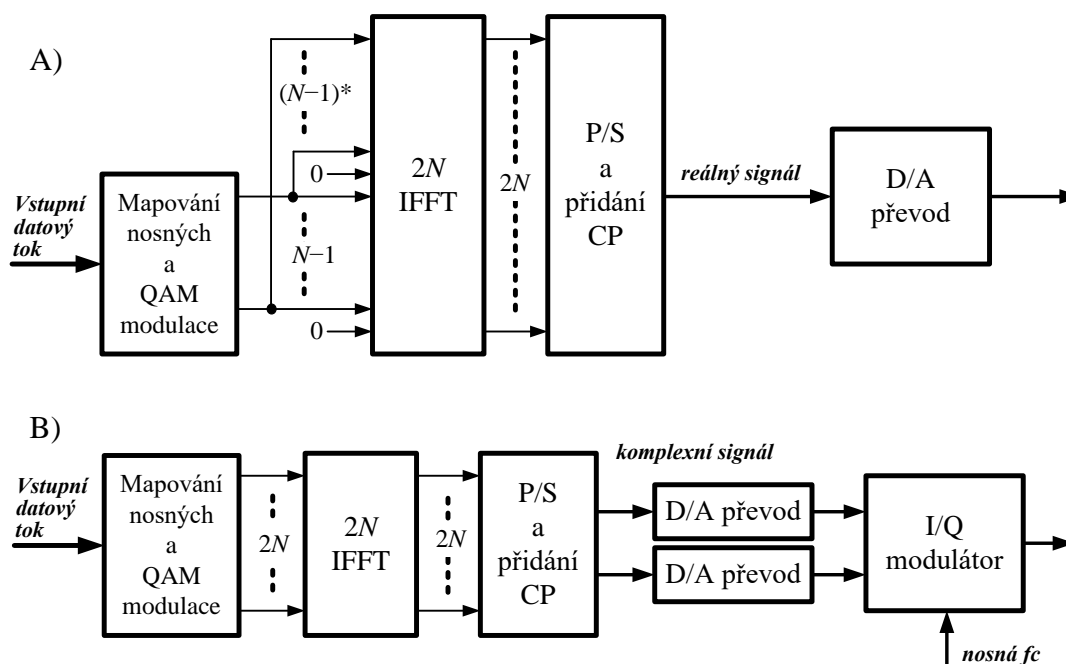 A)
Vstupní
datový
tok
Mapování
nosných
a
QAM
modulace
(N−1)*
0
N−1
0
2N
IFFT
2N
P/S
a
přidání
CP
reálný signál
D/A
převod
B)
Vstupní
datový
tok
Mapování
nosných
a
QAM
modulace
2N
2N
IFFT
2N
P/S
a
přidání
CP
komplexní signál
D/A převod
D/A převod
I/Q
modulátor
nosná fc